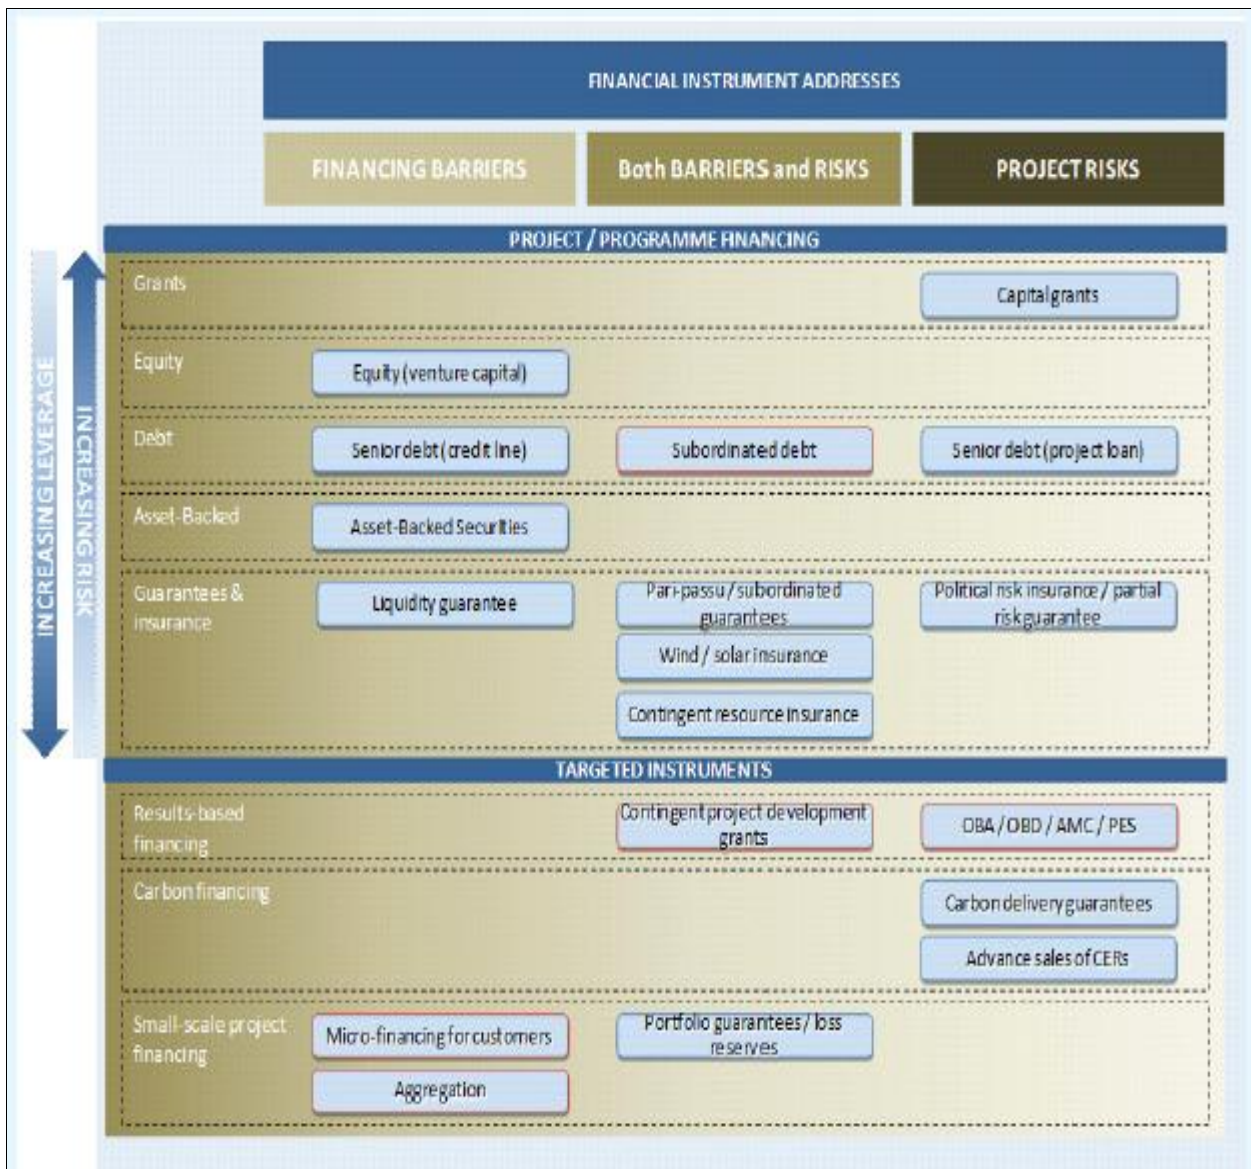 FINANCIAL INSTRUMENT ADDRESSES
FINANCING BARRIERS
Both BARRIERS and RISKS
PROJECT RISKS
INCREASING LEVERAGE
INCREASING RISK
PROJECT / PROGRAMME FINANCING
Grants
Capital grants
Equity
Equity (venture capital)
Debt
Senior debt (credit line)
Subordinated debt
Senior debt (project loan)
Asset-Backed
Asset-Backed Securities
Guarantees &
insurance
Liquidity guarantee
Pari-passu / subordinated
guarantees
Political risk insurance / partial
risk guarantee
Wind / solar insurance
Contingent resource insurance
TARGETED INSTRUMENTS
Results-based
financing
Contingent project development
grants
OBA / OBD / AMC / PES
Carbon financing
Carbon delivery guarantees
Advance sales of CERs
Small-scale project
financing
Micro-financing for customers
Portfolio guarantees / loss
reserves
Aggregation